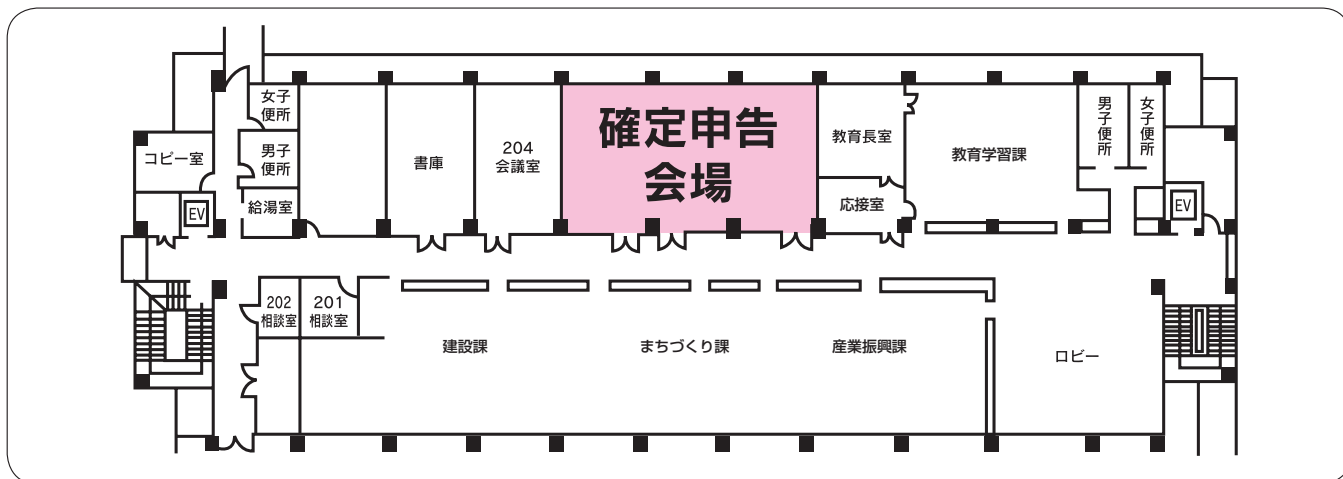 女子
便所
確定申告
会場
204
会議室
書庫
教育長室
教育学習課
男子便所
女子便所
コピー室
男子
便所
給湯室
応接室
EV
EV
202
相談室
201
相談室
建設課
まちづくり課
産業振興課
ロビー